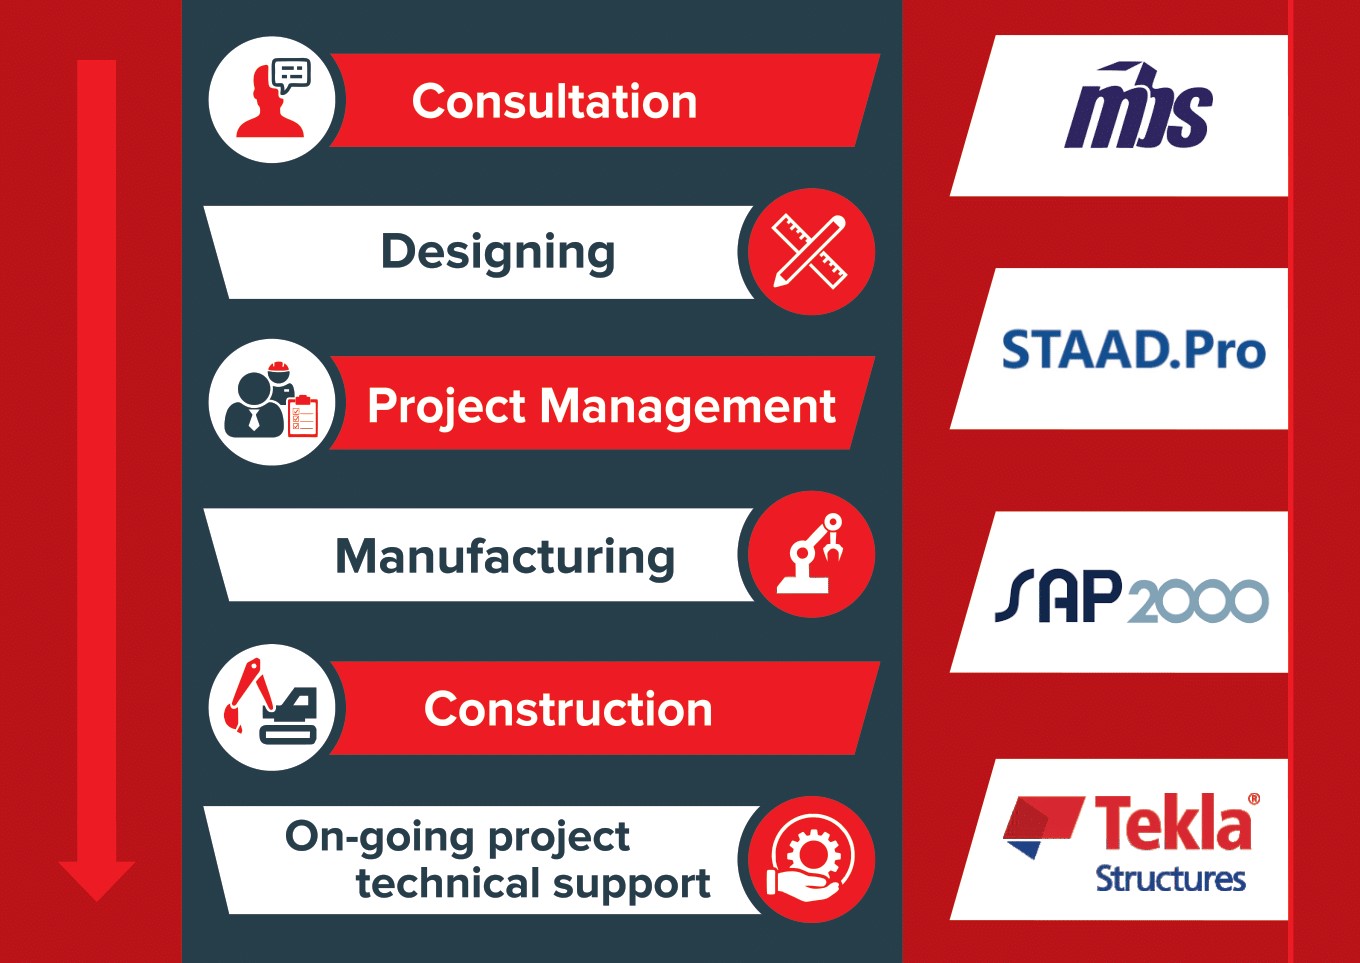 Consultation
Designing
Project Management
Manufacturing
Construction
On-going project
technical support
mbs
STAAD.Pro
SAP2000
Tekla®
Structures